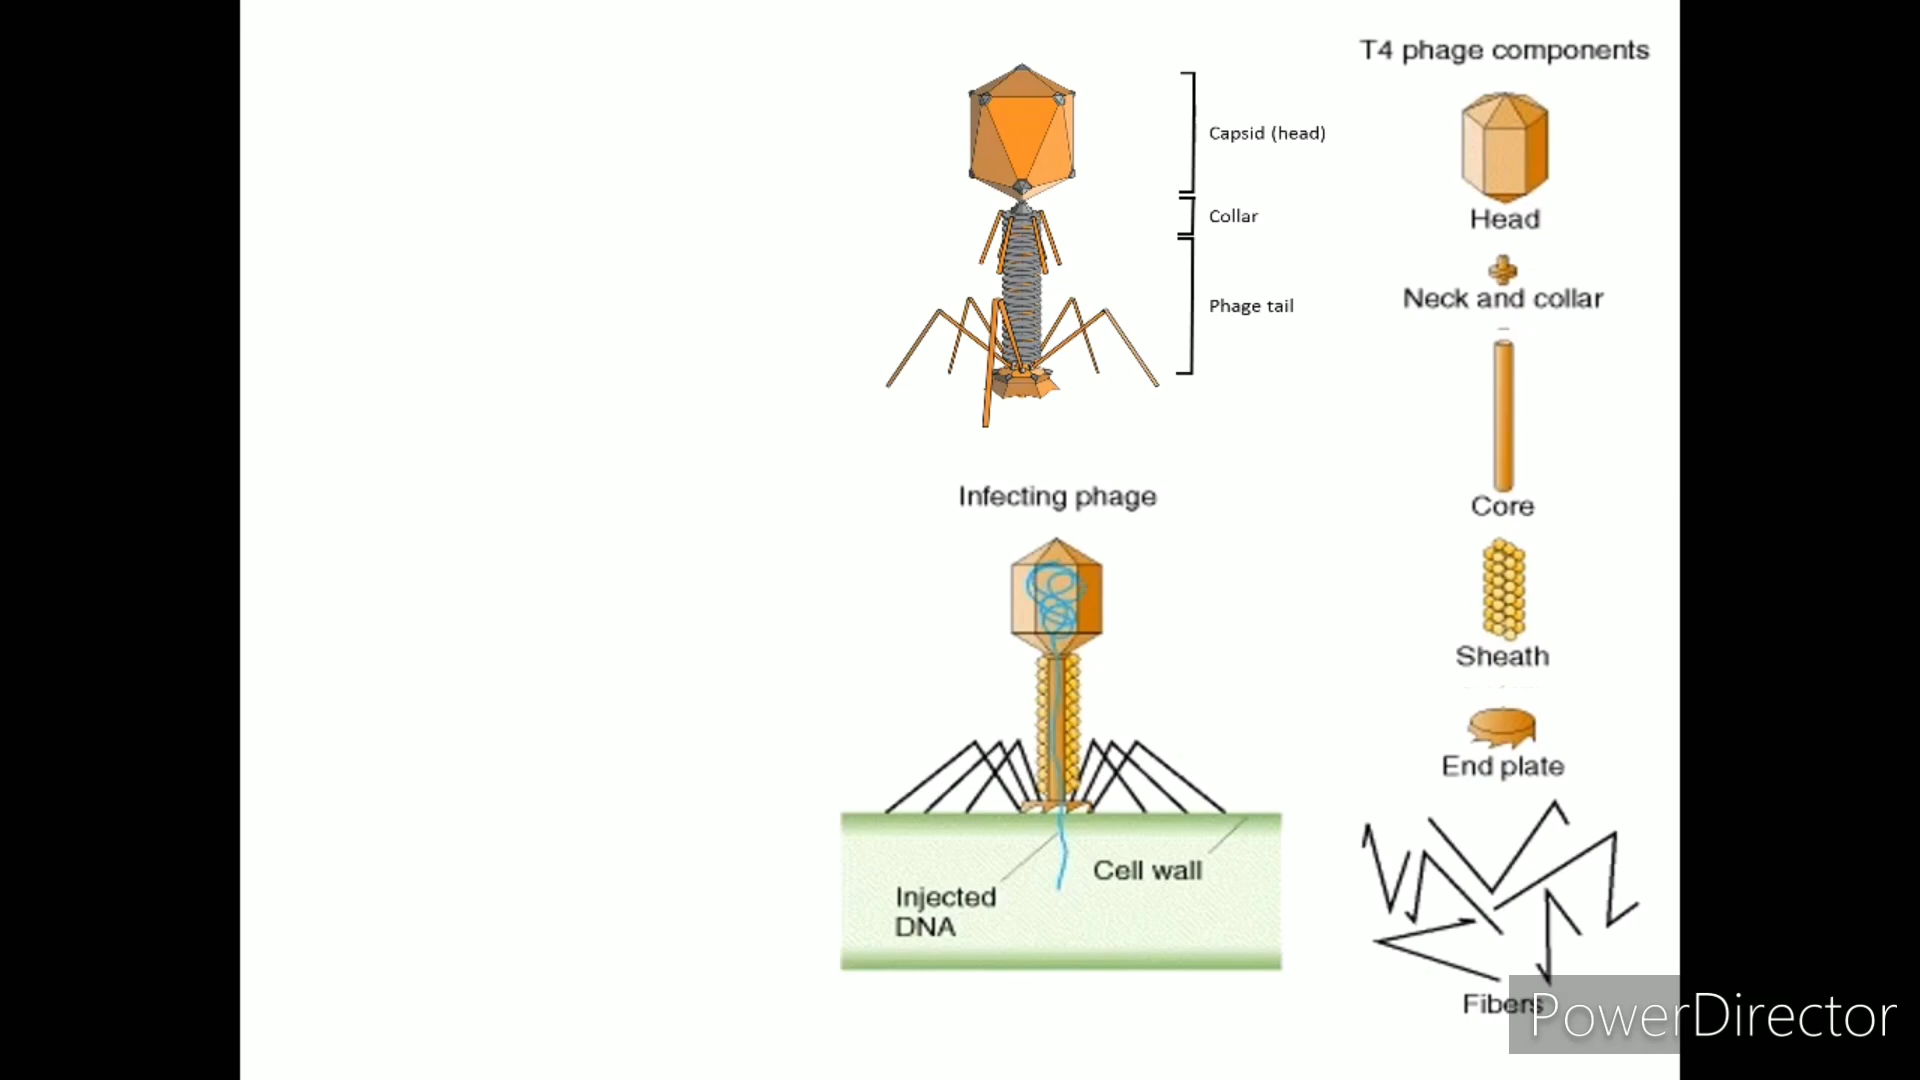 Capsid (head)
Collar
Phage tail
Infecting phage
Injected
DNA
Cell wall
T4 phage components
Head
Neck and collar
Core
Sheath
End plate
Fibers
PowerDirector